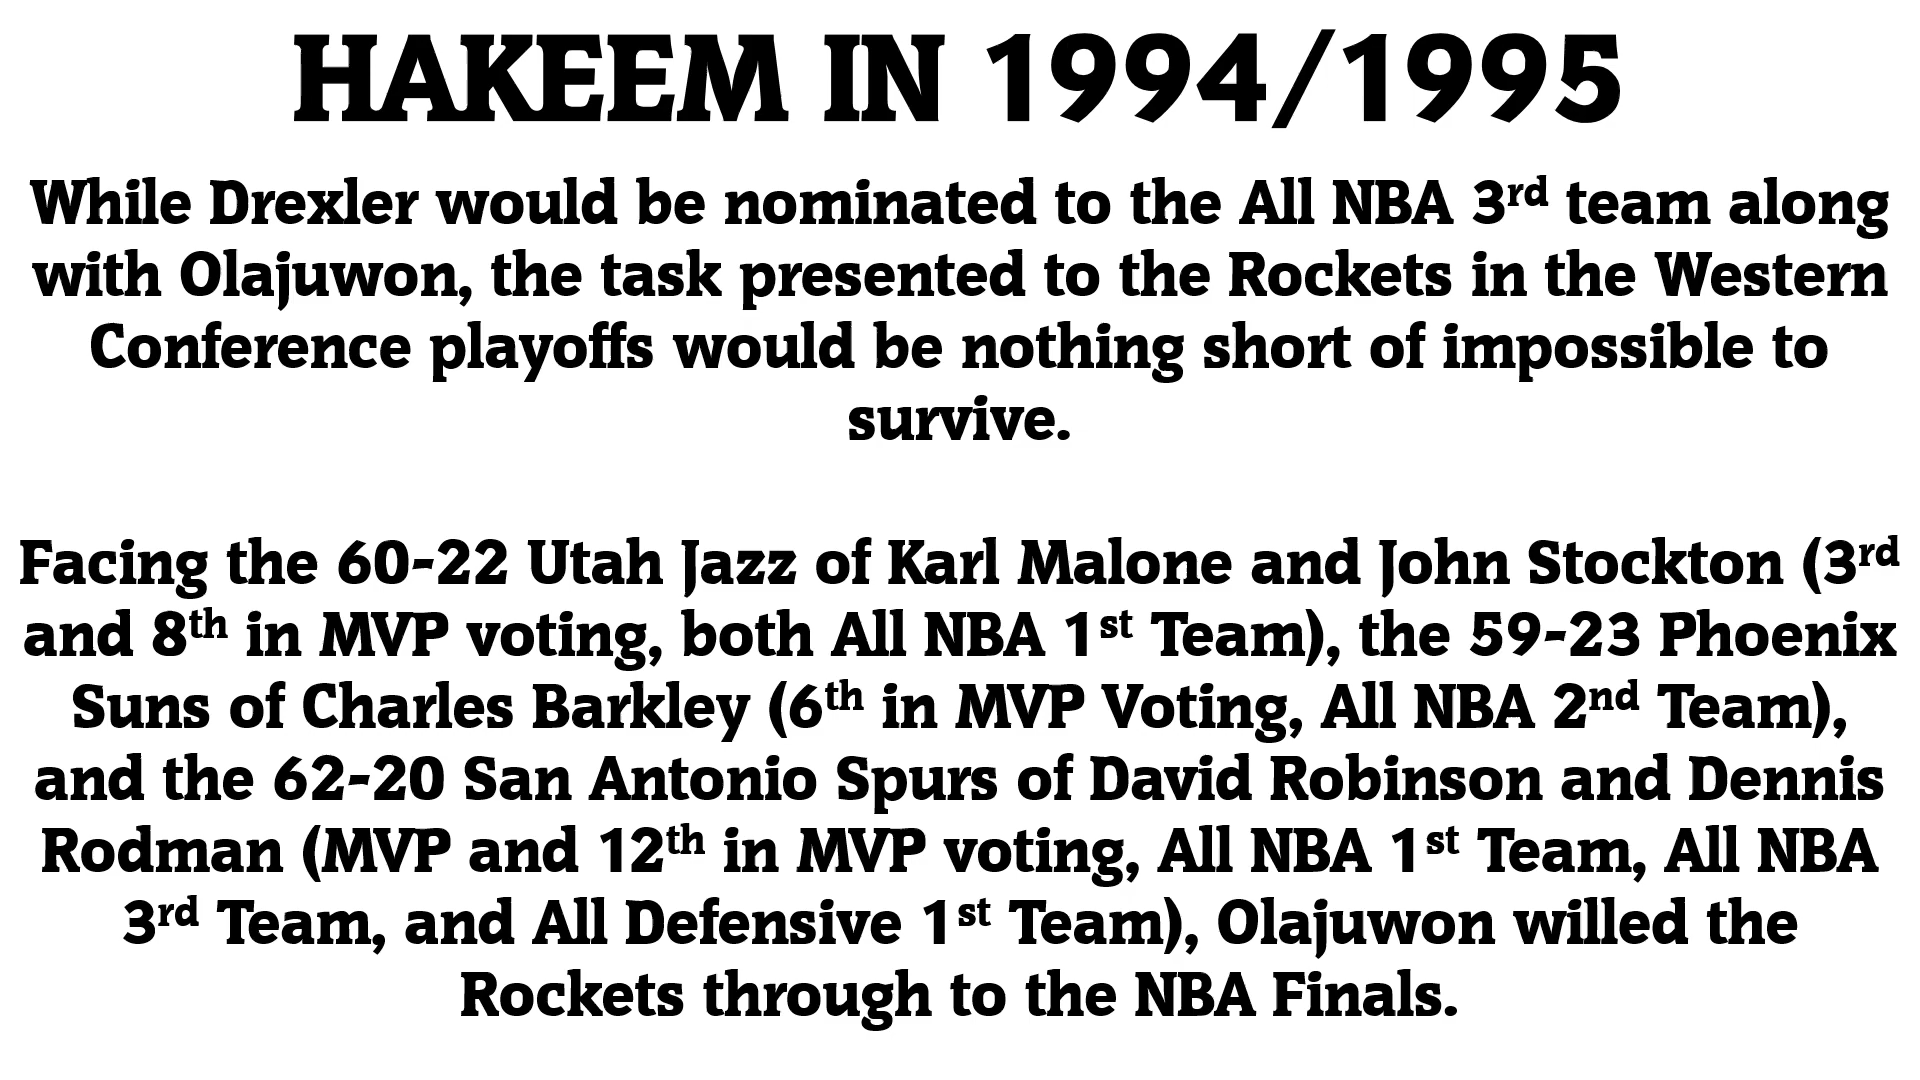 HAKEEM IN 1994/1995
While Drexler would be nominated to the All NBA 3rd team along
with Olajuwon, the task presented to the Rockets in the Western
Conference playoffs would be nothing short of impossible to
survive.
Facing the 60-22 Utah Jazz of Karl Malone and John Stockton (3rd
and 8th in MVP voting, both All NBA 1st Team), the 59-23 Phoenix
Suns of Charles Barkley (6th in MVP Voting, All NBA 2nd Team),
and the 62-20 San Antonio Spurs of David Robinson and Dennis
Rodman (MVP and 12th in MVP voting, All NBA 1st Team, All NBA
3rd Team, and All Defensive 1st Team), Olajuwon willed the
Rockets through to the NBA Finals.